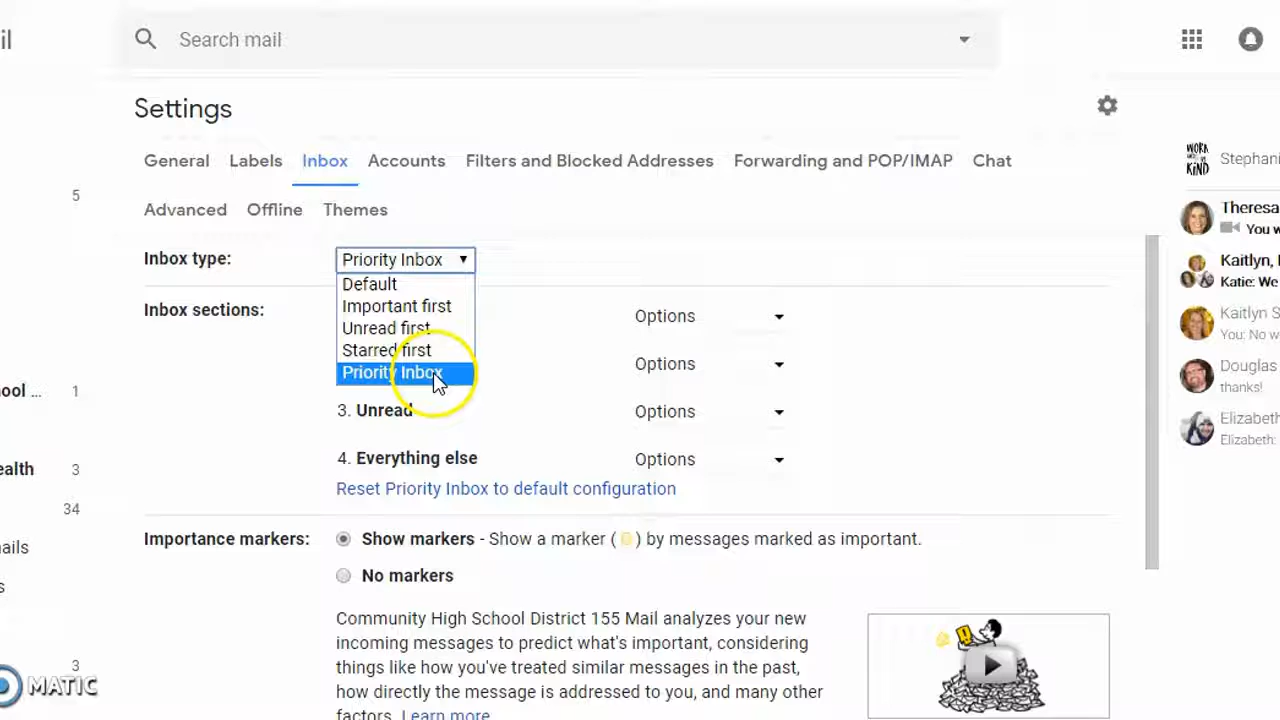 il
Search mail
Settings
General Labels Inbox Accounts Filters and Blocked Addresses Forwarding and POP/IMAP Chat
Advanced Offline Themes
5
Inbox type:
Priority Inbox
Default
Important first
Unread first
Starred first
Priority Inbox
Inbox sections:
Options
Options
3. Unread
Options
4. Everything else
Options
Reset Priority Inbox to default configuration
Importance markers:
Show markers - Show a marker ( ) by messages marked as important.
No markers
Community High School District 155 Mail analyzes your new
incoming messages to predict what's important, considering
things like how you've treated similar messages in the past,
how directly the message is addressed to you, and many other
factors. Learn more
ool ... 1
ealth 3
34
ails
s
3
MATIC
WORK
KIND
Stephani
Theresa
You w
Kaitlyn,
Katie: We
Kaitlyn S
You: No w
Douglas
thanks!
Elizabeth
Elizabeth: